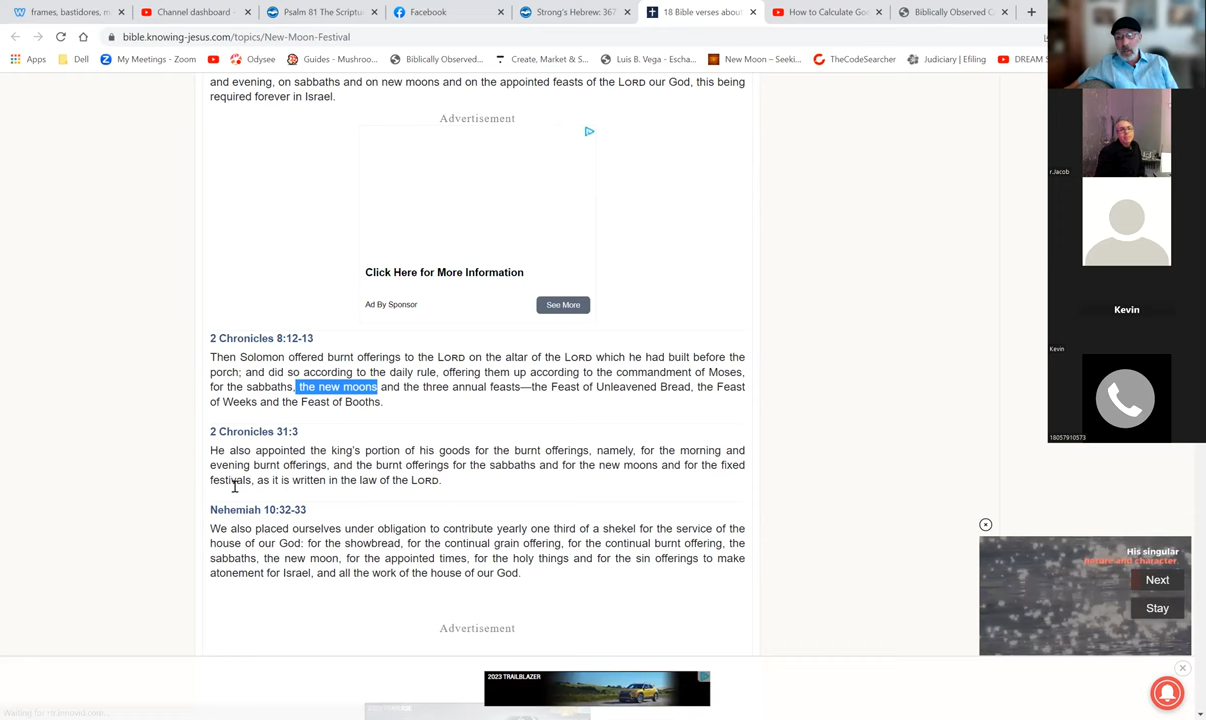 frames, bastidores, m
Channel dashboard -
Psalm 81 The Scriptur
Facebook
Strong's Hebrew: 367
18 Bible verses about
How to Calculate God
Biblically Observed C
bible.knowing-jesus.com/topics/New-Moon-Festival
Apps
Dell
My Meetings - Zoom
Odysee
Guides - Mushroo...
Biblically Observed...
Create, Market & S...
Luis B. Vega - Escha...
New Moon – Seeki...
TheCodeSearcher
Judiciary | Efiling
DREAM S
and evening, on sabbaths and on new moons and on the appointed feasts of the LORD our God, this being
required forever in Israel.
Advertisement
Click Here for More Information
Ad By Sponsor
See More
2 Chronicles 8:12-13
Then Solomon offered burnt offerings to the LORD on the altar of the LORD which he had built before the
porch; and did so according to the daily rule, offering them up according to the commandment of Moses,
for the sabbaths, the new moons and the three annual feasts—the Feast of Unleavened Bread, the Feast
of Weeks and the Feast of Booths.
2 Chronicles 31:3
He also appointed the king's portion of his goods for the burnt offerings, namely, for the morning and
evening burnt offerings, and the burnt offerings for the sabbaths and for the new moons and for the fixed
festivals, as it is written in the law of the LORD.
Nehemiah 10:32-33
We also placed ourselves under obligation to contribute yearly one third of a shekel for the service of the
house of our God: for the showbread, for the continual grain offering, for the continual burnt offering, the
sabbaths, the new moon, for the appointed times, for the holy things and for the sin offerings to make
atonement for Israel, and all the work of the house of our God.
Advertisement
r.Jacob
Kevin
Kevin
18057910573
His singular
nature and character.
Next
Stay
2023 TRAILBLAZER